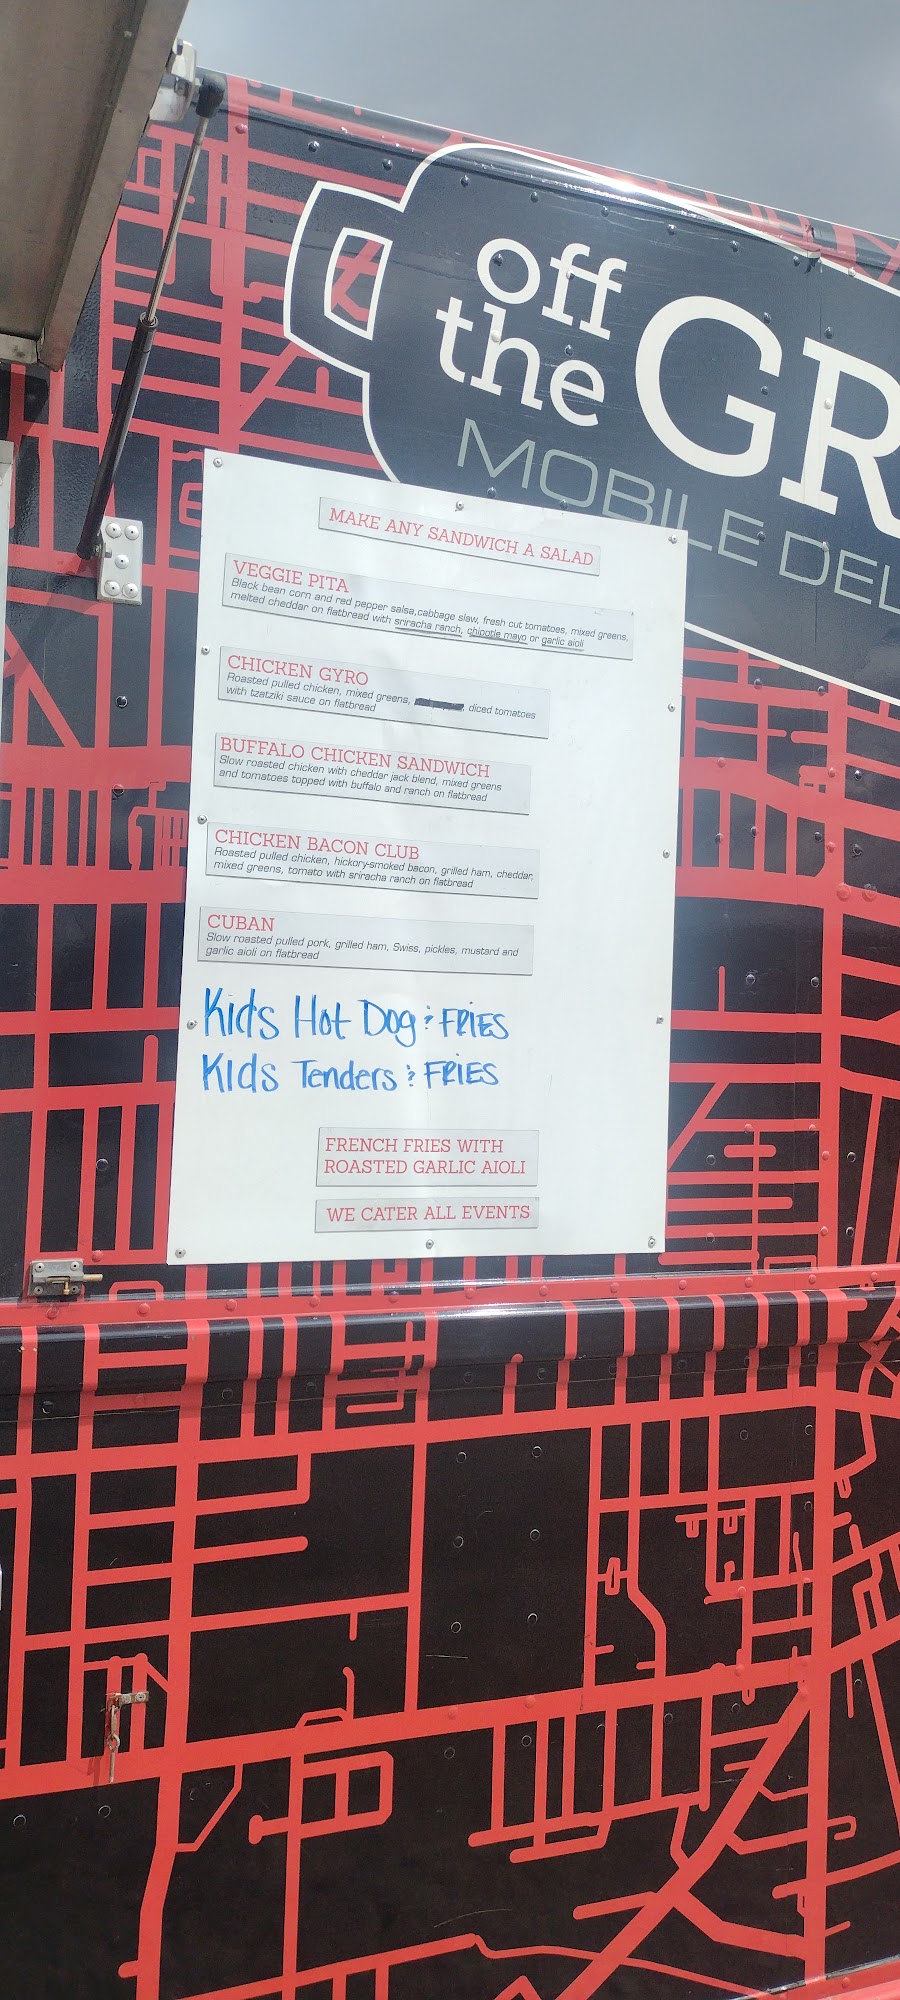 off
the GR
MOBILE DEL
MAKE ANY SANDWICH A SALAD
VEGGIE PITA
Black bean corn and red pepper salsa,cabbage slaw, fresh cut tomatoes, mixed greens,
melted cheddar on flatbread with sriracha ranch, chipotle mayo or garlic aioli
CHICKEN GYRO
Roasted pulled chicken, mixed greens, diced tomatoes
with tzatziki sauce on flatbread
BUFFALO CHICKEN SANDWICH
Slow roasted chicken with cheddar jack blend, mixed greens
and tomatoes topped with buffalo and ranch on flatbread
CHICKEN BACON CLUB
Roasted pulled chicken, hickory-smoked bacon, grilled ham, cheddar,
mixed greens, tomato with sriracha ranch on flatbread
CUBAN
Slow roasted pulled pork, grilled ham, Swiss, pickles, mustard and
garlic aioli on flatbread
Kids Hot Dog & FRIES
Kids Tenders & FRIES
FRENCH FRIES WITH
ROASTED GARLIC AIOLI
WE CATER ALL EVENTS